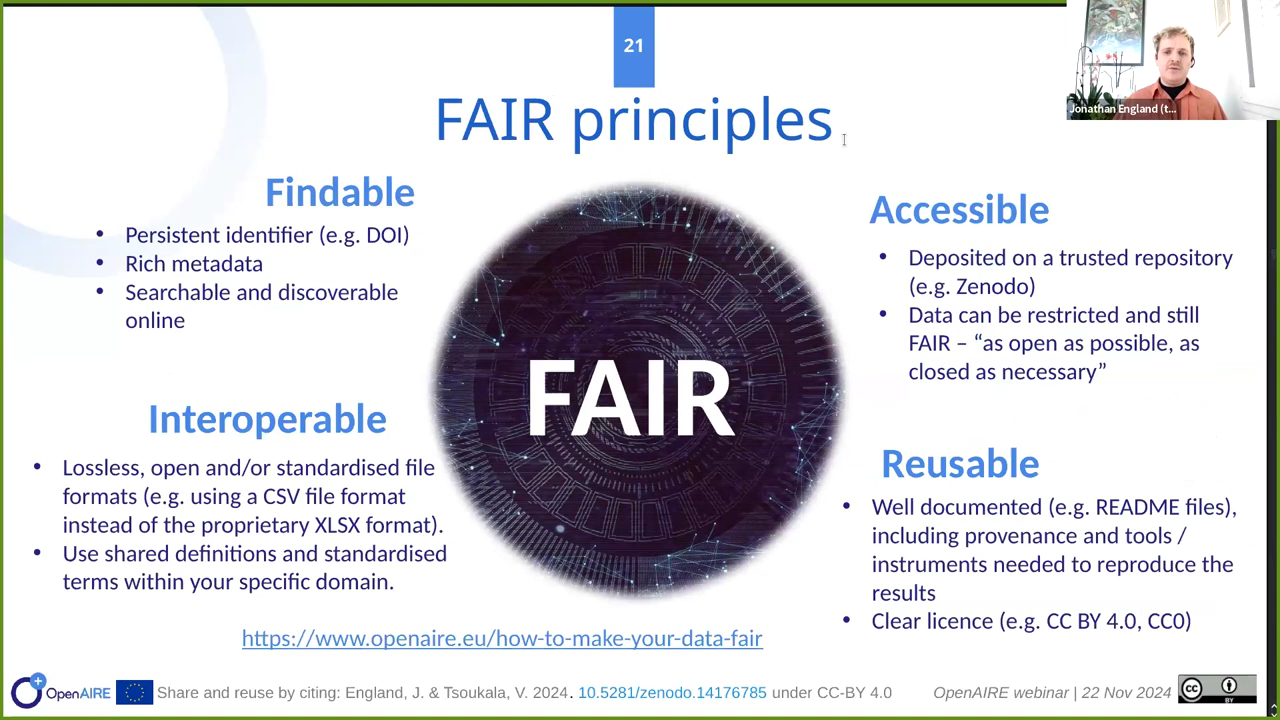 21
Jonathan England (t...
FAIR principles
Findable
• Persistent identifier (e.g. DOI)
• Rich metadata
• Searchable and discoverable
online
Accessible
• Deposited on a trusted repository
(e.g. Zenodo)
• Data can be restricted and still
FAIR – “as open as possible, as
closed as necessary”
FAIR
Interoperable
• Lossless, open and/or standardised file
formats (e.g. using a CSV file format
instead of the proprietary XLSX format).
• Use shared definitions and standardised
terms within your specific domain.
Reusable
• Well documented (e.g. README files),
including provenance and tools /
instruments needed to reproduce the
results
• Clear licence (e.g. CC BY 4.0, CC0)
https://www.openaire.eu/how-to-make-your-data-fair
OpenAIRE Share and reuse by citing: England, J. & Tsoukala, V. 2024. 10.5281/zenodo.14176785 under CC-BY 4.0 OpenAIRE webinar | 22 Nov 2024 CC BY